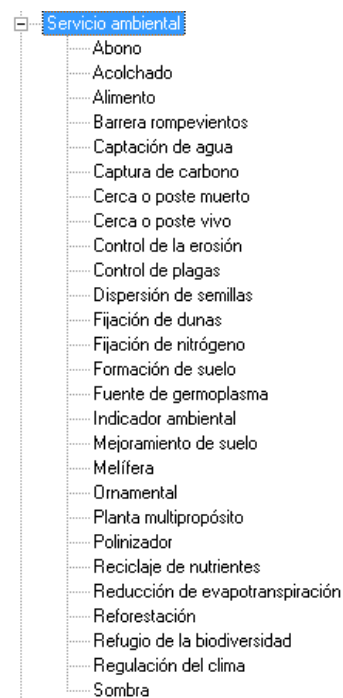 Servicio ambiental
Abono
Acolchado
Alimento
Barrera rompevientos
Captación de agua
Captura de carbono
Cerca o poste muerto
Cerca o poste vivo
Control de la erosión
Control de plagas
Dispersión de semillas
Fijación de dunas
Fijación de nitrógeno
Formación de suelo
Fuente de germoplasma
Indicador ambiental
Mejoramiento de suelo
Melífera
Ornamental
Planta multipropósito
Polinizador
Reciclaje de nutrientes
Reducción de evapotranspiración
Reforestación
Refugio de la biodiversidad
Regulación del clima
Sombra